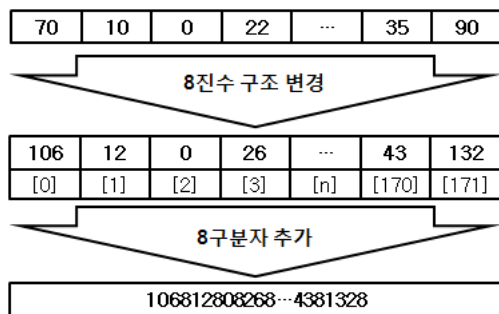 70 10 0 22 … 35 90
8진수 구조 변경
106 12 0 26 … 43 132
[0] [1] [2] [3] [n] [170] [171]
8구분자 추가
106812808268…4381328